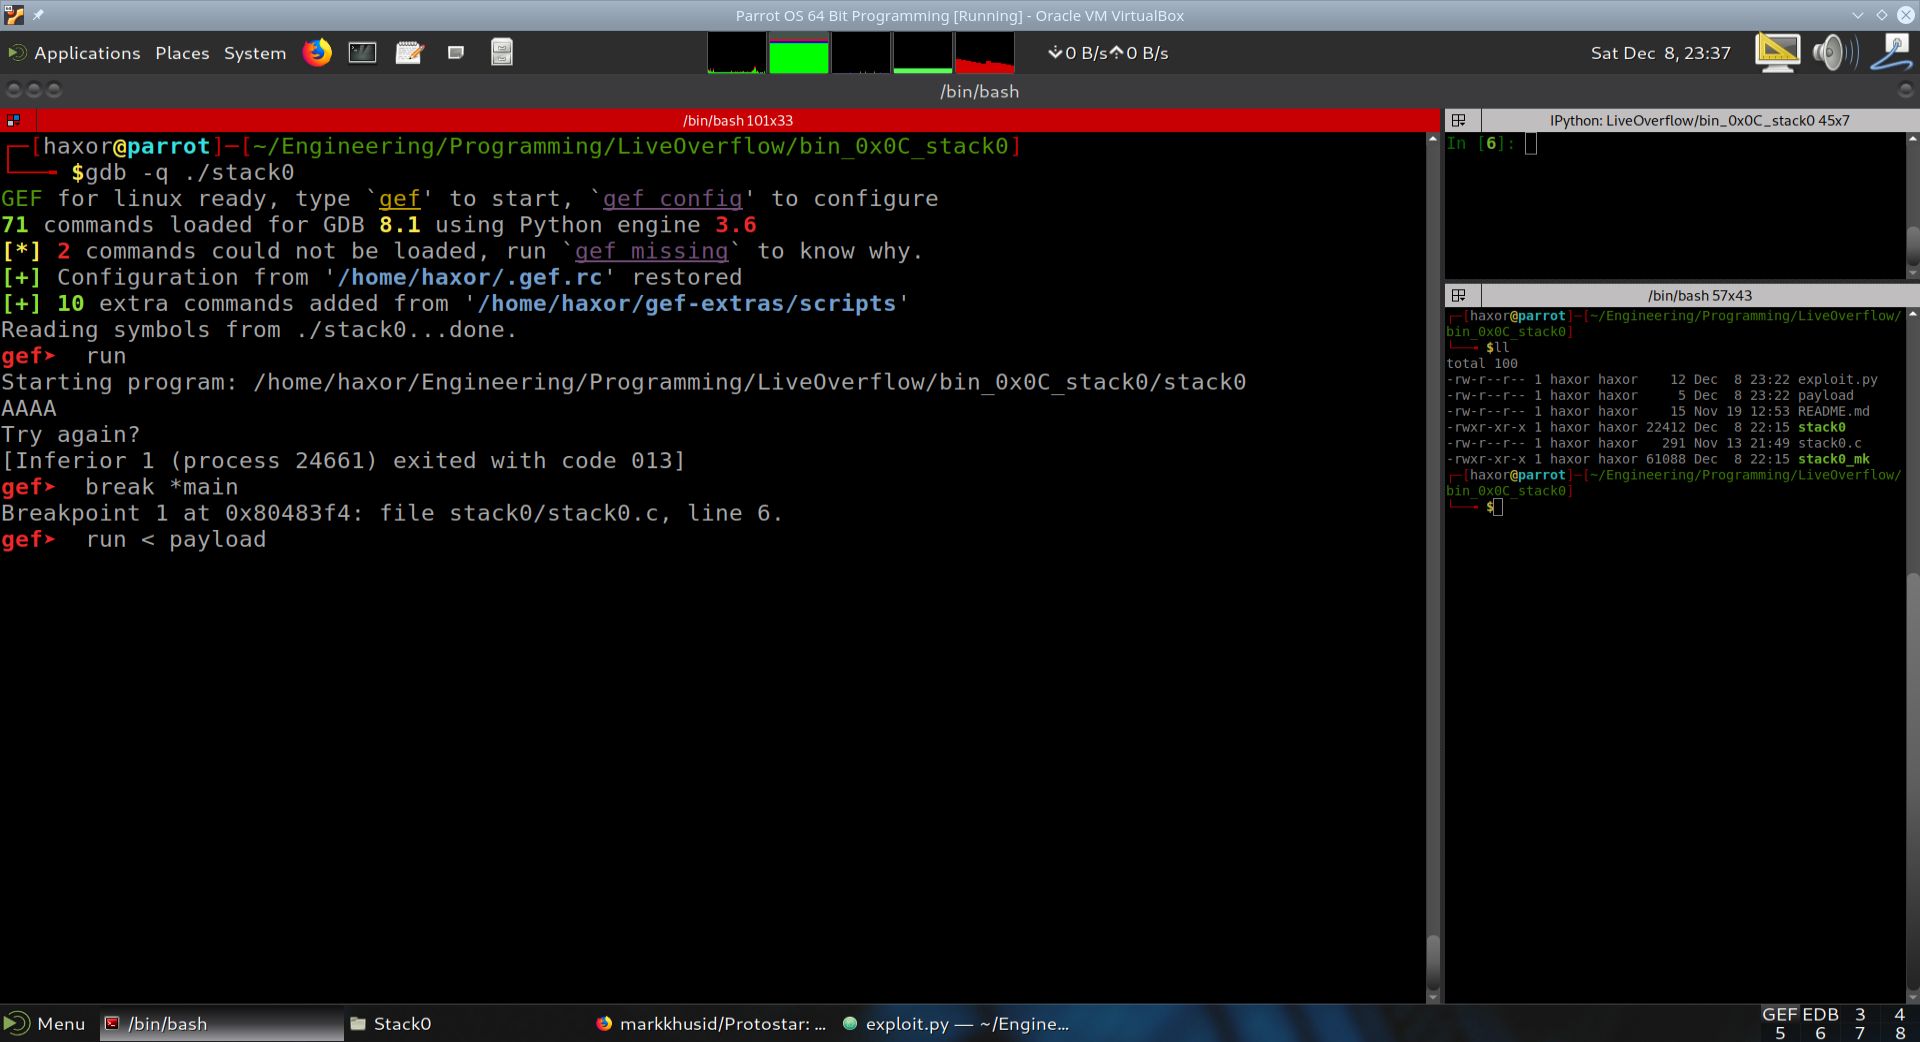 Parrot OS 64 Bit Programming [Running] - Oracle VM VirtualBox
Applications Places System
0 B/s 0 B/s
Sat Dec 8, 23:37
/bin/bash
/bin/bash 101x33
[haxor@parrot]─[~/Engineering/Programming/LiveOverflow/bin_0x0C_stack0]
$gdb -q ./stack0
GEF for linux ready, type `gef' to start, `gef config' to configure
71 commands loaded for GDB 8.1 using Python engine 3.6
[*] 2 commands could not be loaded, run `gef missing` to know why.
[+] Configuration from '/home/haxor/.gef.rc' restored
[+] 10 extra commands added from '/home/haxor/gef-extras/scripts'
Reading symbols from ./stack0...done.
gef➤  run
Starting program: /home/haxor/Engineering/Programming/LiveOverflow/bin_0x0C_stack0/stack0
AAAA
Try again?
[Inferior 1 (process 24661) exited with code 013]
gef➤  break *main
Breakpoint 1 at 0x80483f4: file stack0/stack0.c, line 6.
gef➤  run < payload
IPython: LiveOverflow/bin_0x0C_stack0 45x7
In [6]:
/bin/bash 57x43
[haxor@parrot]─[~/Engineering/Programming/LiveOverflow/
bin_0x0C_stack0]
$ll
total 100
-rw-r--r-- 1 haxor haxor    12 Dec  8 23:22 exploit.py
-rw-r--r-- 1 haxor haxor     5 Dec  8 23:22 payload
-rw-r--r-- 1 haxor haxor    15 Nov 19 12:53 README.md
-rwxr-xr-x 1 haxor haxor 22412 Dec  8 22:15 stack0
-rw-r--r-- 1 haxor haxor   291 Nov 13 21:49 stack0.c
-rwxr-xr-x 1 haxor haxor 61088 Dec  8 22:15 stack0_mk
[haxor@parrot]─[~/Engineering/Programming/LiveOverflow/
bin_0x0C_stack0]
$
Menu
/bin/bash
Stack0
markkhusid/Protostar: ...
exploit.py — ~/Engine...
GEF EDB 3 4
5 6 7 8